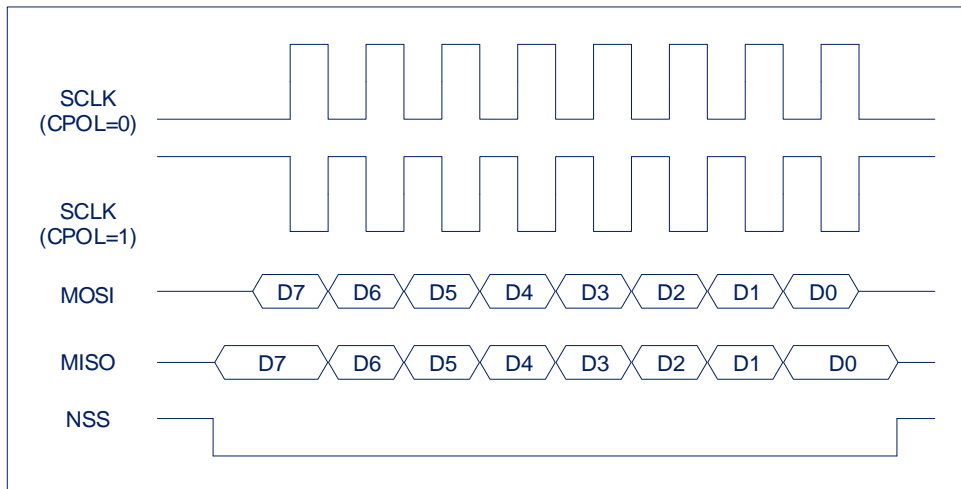 SCLK
(CPOL=0)
SCLK
(CPOL=1)
MOSI D7 D6 D5 D4 D3 D2 D1 D0
MISO D7 D6 D5 D4 D3 D2 D1 D0
NSS